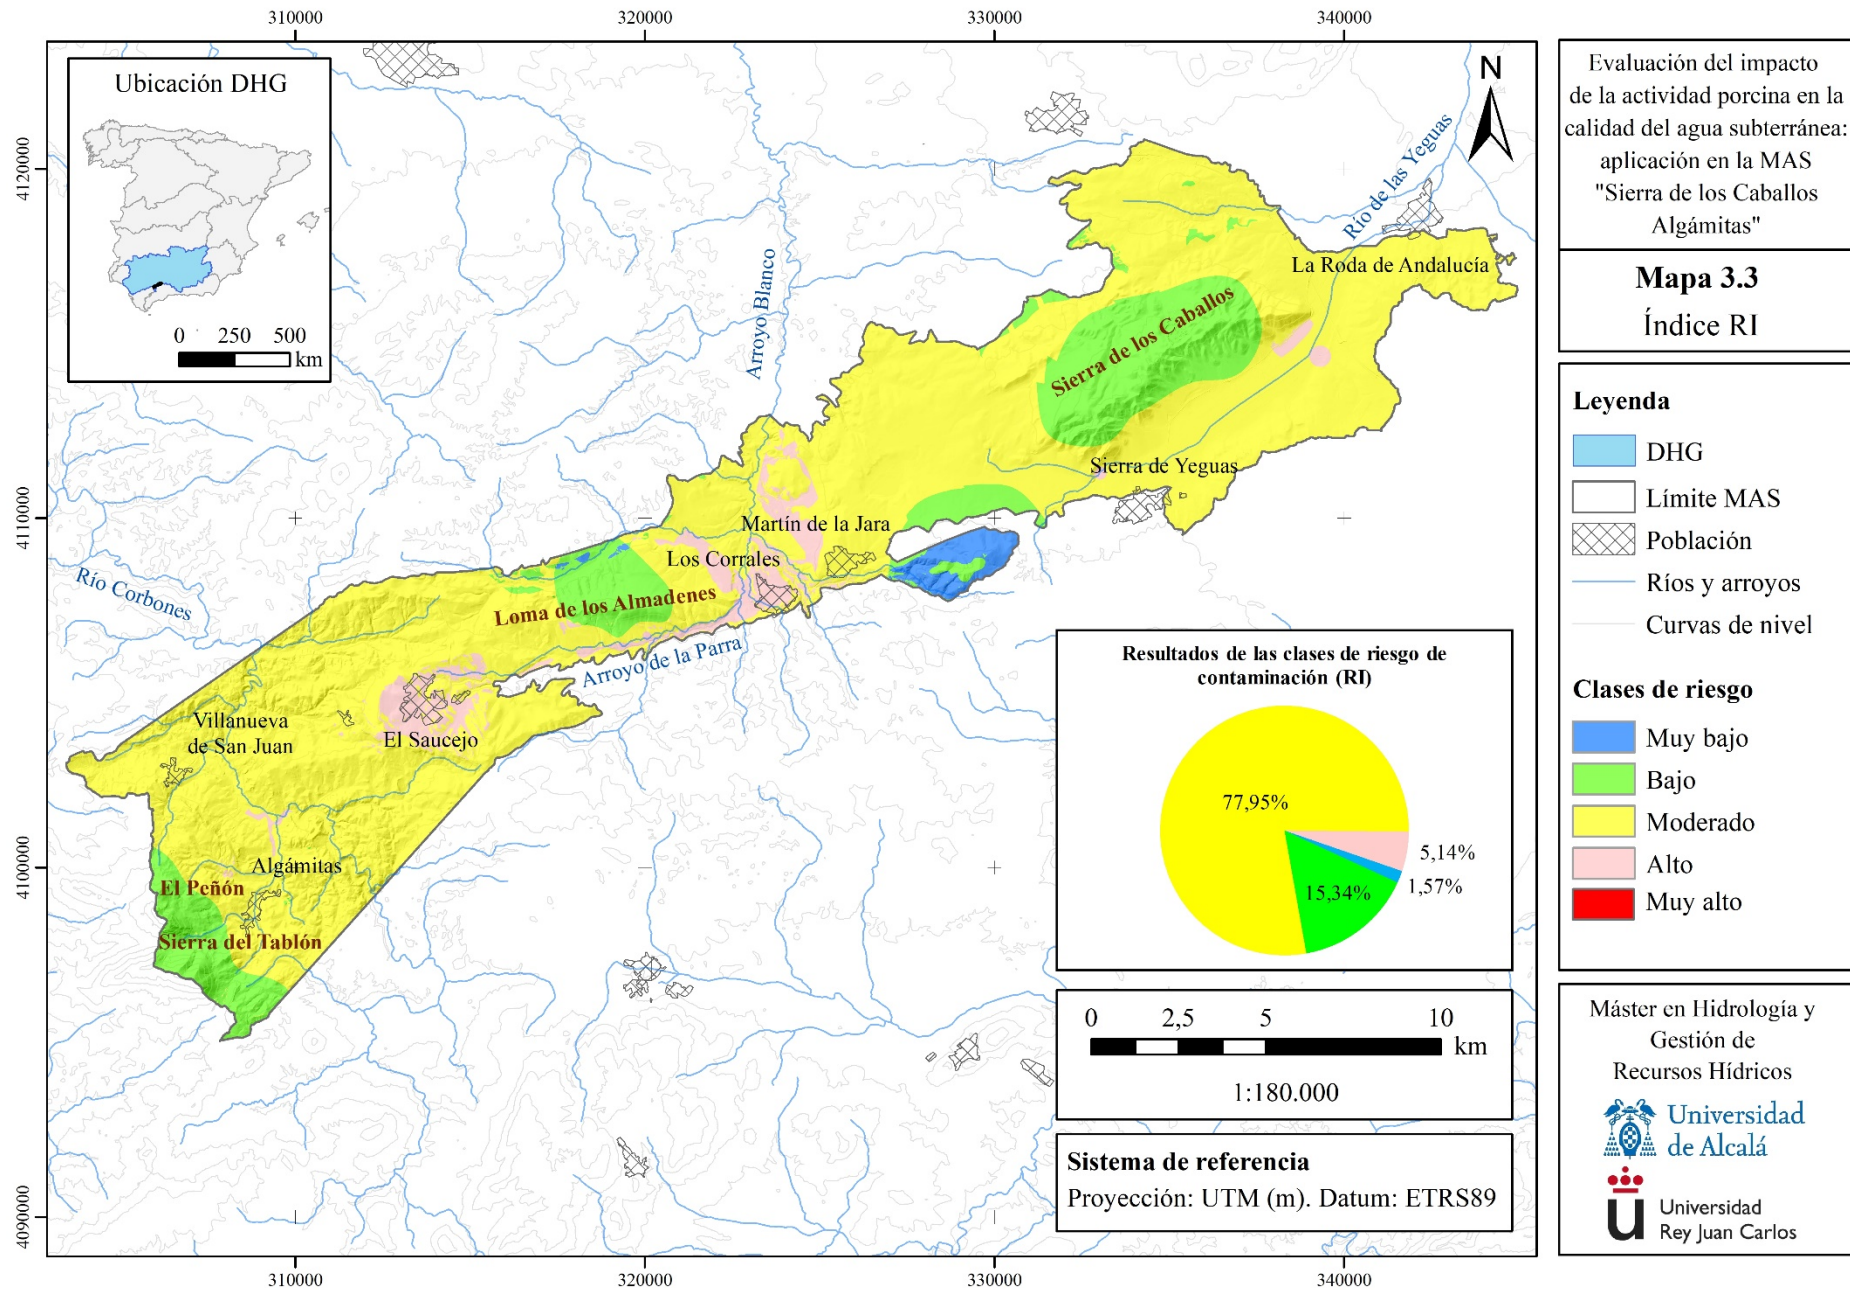 310000
320000
330000
340000
4120000
4110000
4100000
4090000
Ubicación DHG
0 250 500
km
N
Río de las Yeguas
La Roda de Andalucía
Arroyo Blanco
Sierra de los Caballos
Sierra de Yeguas
Martín de la Jara
Los Corrales
Río Corbones
Loma de los Almadenes
Arroyo de la Parra
Villanueva
de San Juan
El Saucejo
Algámitas
El Peñón
Sierra del Tablón
Resultados de las clases de riesgo de
contaminación (RI)
77,95%
5,14%
1,57%
15,34%
0 2,5 5 10
km
1:180.000
Sistema de referencia
Proyección: UTM (m). Datum: ETRS89
310000
320000
330000
340000
Evaluación del impacto
de la actividad porcina en la
calidad del agua subterránea:
aplicación en la MAS
"Sierra de los Caballos
Algámitas"
Mapa 3.3
Índice RI
Leyenda
DHG
Límite MAS
Población
Ríos y arroyos
Curvas de nivel
Clases de riesgo
Muy bajo
Bajo
Moderado
Alto
Muy alto
Máster en Hidrología y
Gestión de
Recursos Hídricos
Universidad
de Alcalá
u
Universidad
Rey Juan Carlos